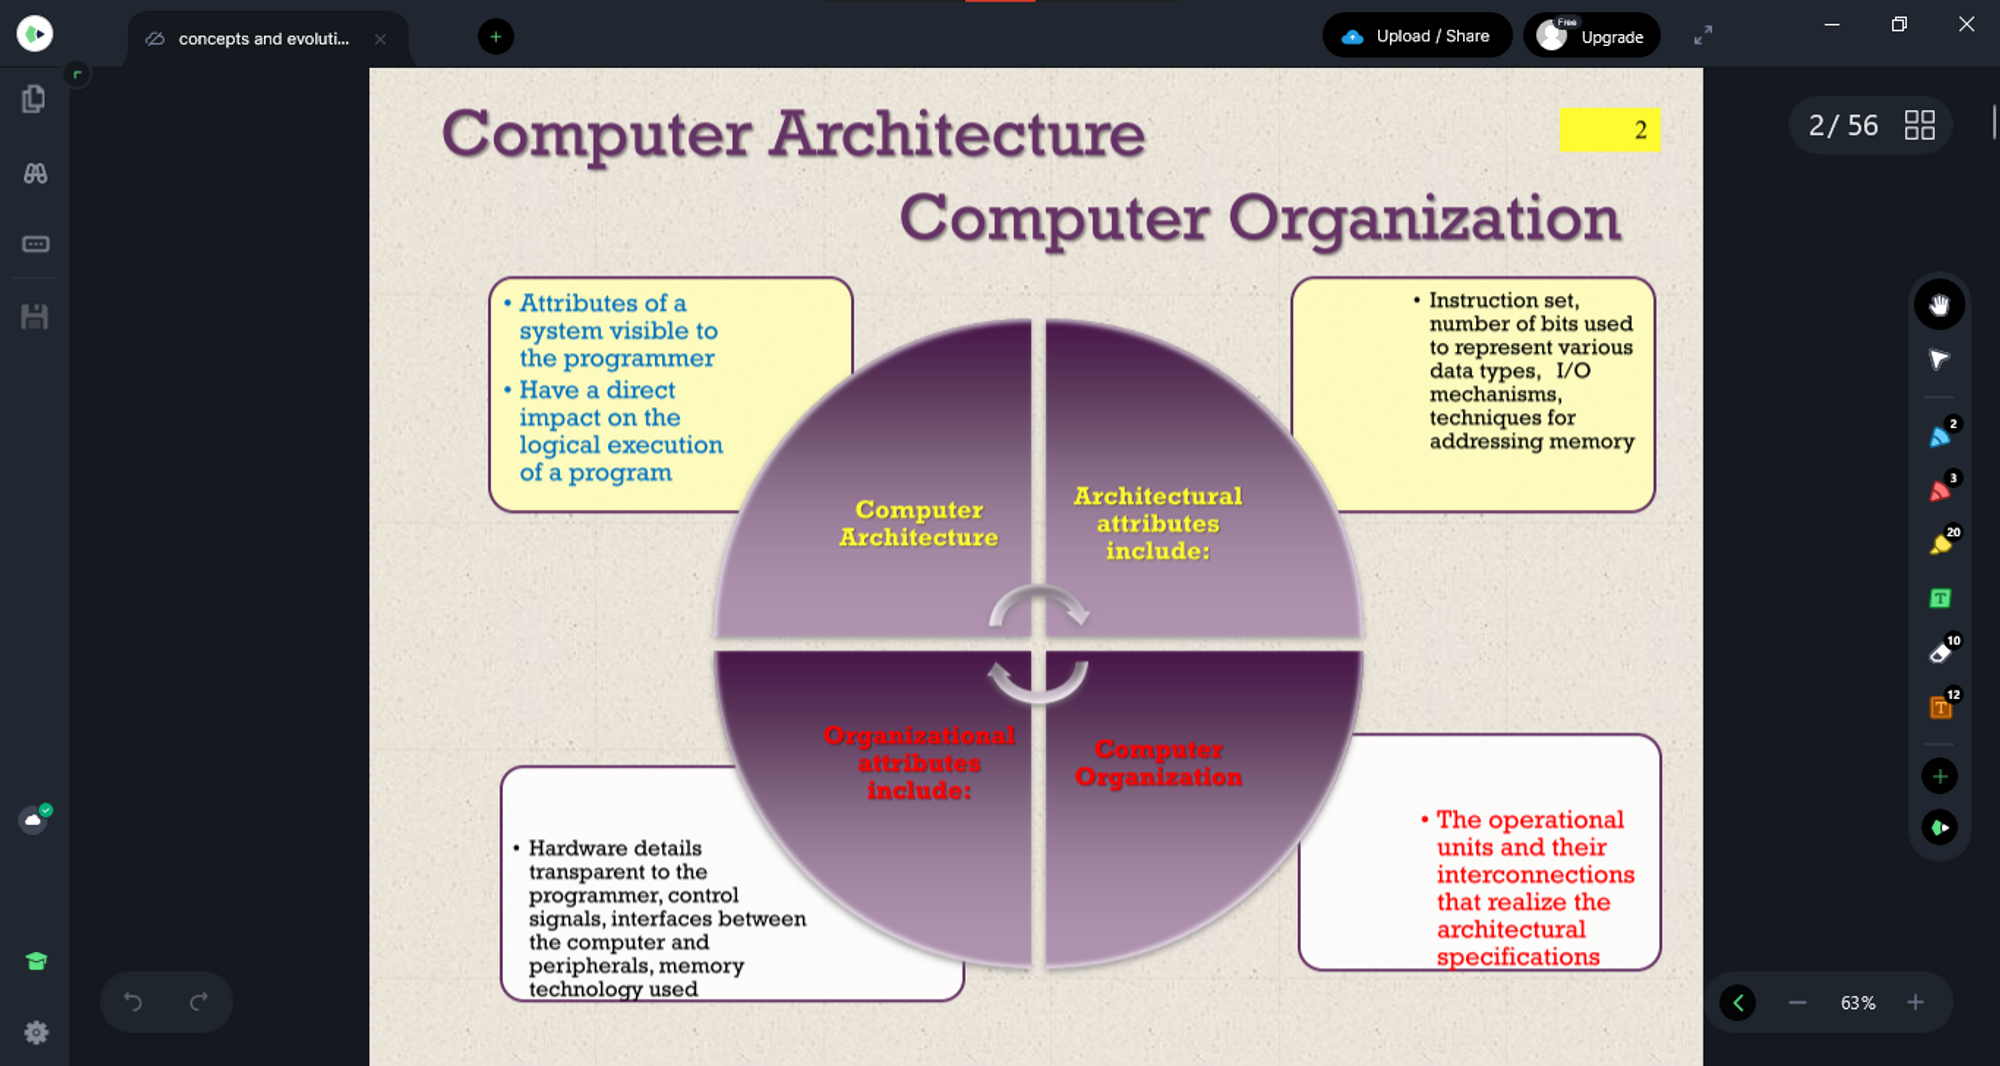 concepts and evoluti...
Upload / Share
Free
Upgrade
Computer Architecture
2
2/ 56
Computer Organization
• Attributes of a
system visible to
the programmer
• Have a direct
impact on the
logical execution
of a program
• Instruction set,
number of bits used
to represent various
data types, I/O
mechanisms,
techniques for
addressing memory
Computer
Architecture
Architectural
attributes
include:
Organizational
attributes
include:
Computer
Organization
• Hardware details
transparent to the
programmer, control
signals, interfaces between
the computer and
peripherals, memory
technology used
• The operational
units and their
interconnections
that realize the
architectural
specifications
2
3
20
T
10
12
T
63%